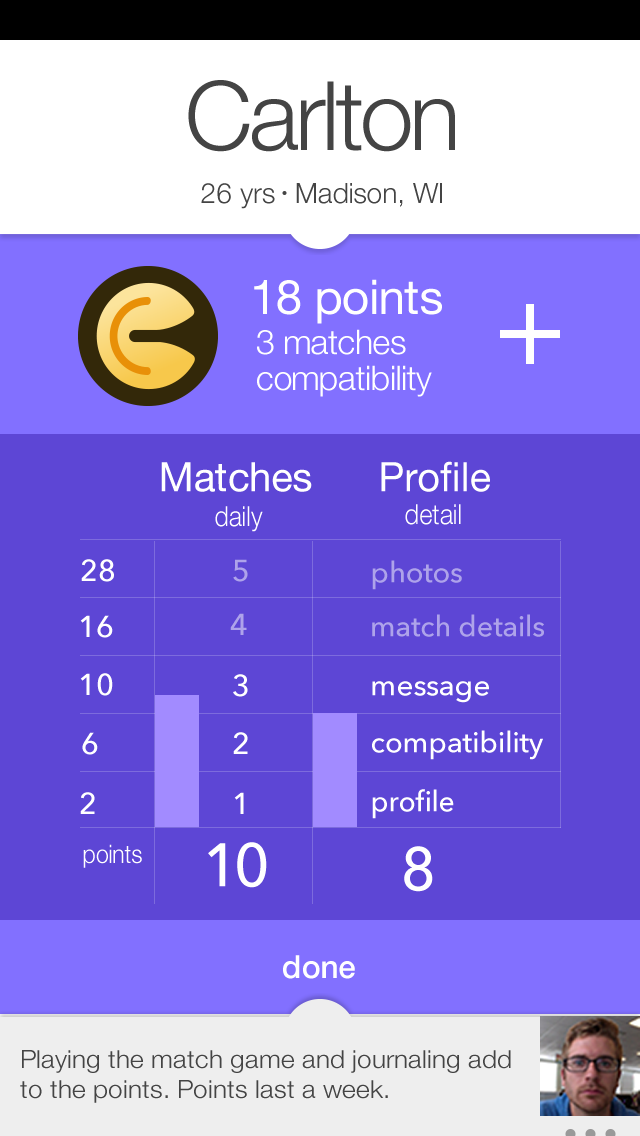 Carlton
26 yrs · Madison, WI
18 points
3 matches
compatibility
Matches Profile
daily detail
28 5 photos
16 4 match details
10 3 message
6 2 compatibility
2 1 profile
points 10 8
done
Playing the match game and journaling add
to the points. Points last a week.